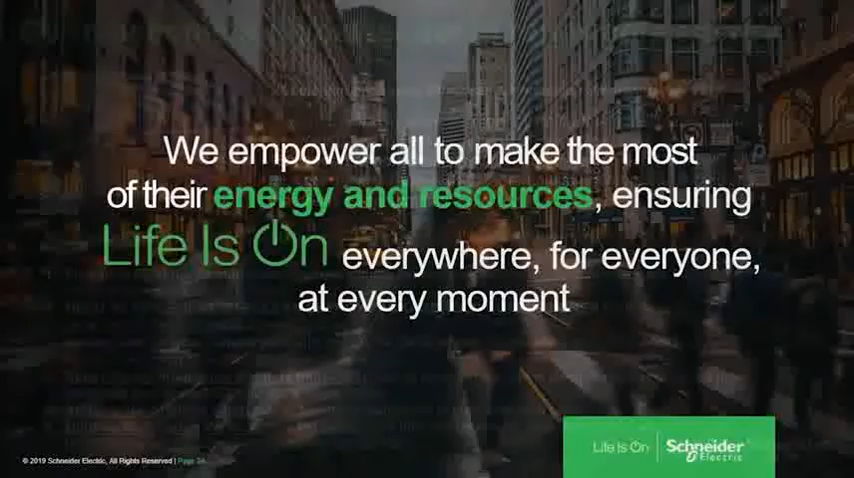 We empower all to make the most
of their energy and resources, ensuring
Life Is On everywhere, for everyone,
at every moment
© 2019 Schneider Electric, All Rights Reserved | Page
Life Is On | Schneider
Electric